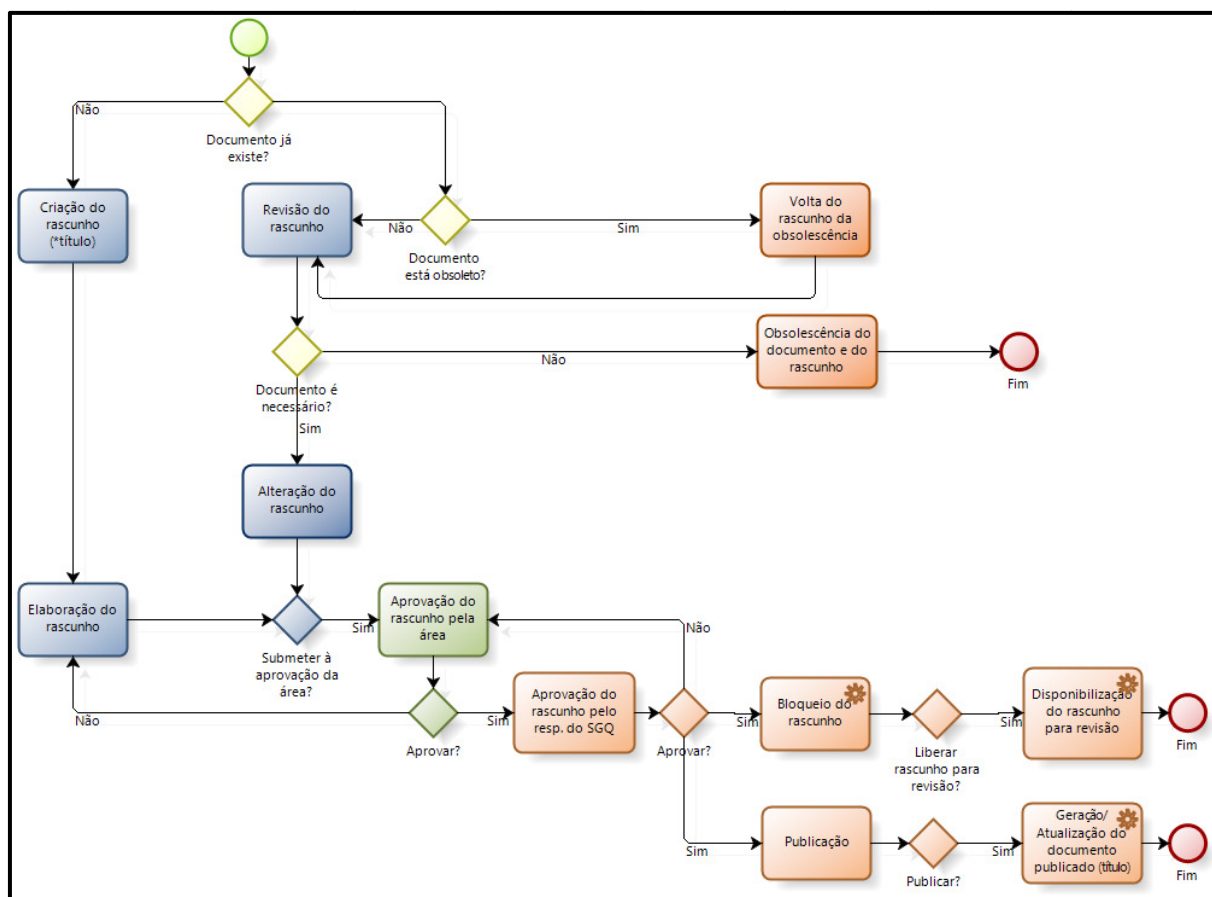 Não
Documento já
existe?
Criação do
rascunho
(*título)
Revisão do
rascunho
Não
Documento
está obsoleto?
Sim
Volta do
rascunho da
obsolescência
Documento é
necessário?
Sim
Não
Obsolescência do
documento e do
rascunho
Fim
Alteração do
rascunho
Elaboração do
rascunho
Submeter à
aprovação da
área?
Sim
Aprovação do
rascunho pela
área
Não
Não
Aprovar?
Sim
Aprovação do
rascunho pelo
resp. do SGQ
Aprovar?
Sim
Bloqueio do
rascunho
Liberar
rascunho para
revisão?
Sim
Disponibilização
do rascunho
para revisão
Fim
Sim
Publicação
Publicar?
Sim
Geração/
Atualização do
documento
publicado (título)
Fim